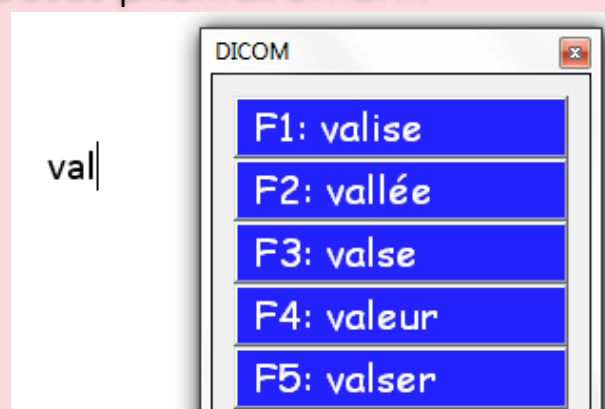 DICOM
val
F1: valise
F2: vallée
F3: valse
F4: valeur
F5: valser